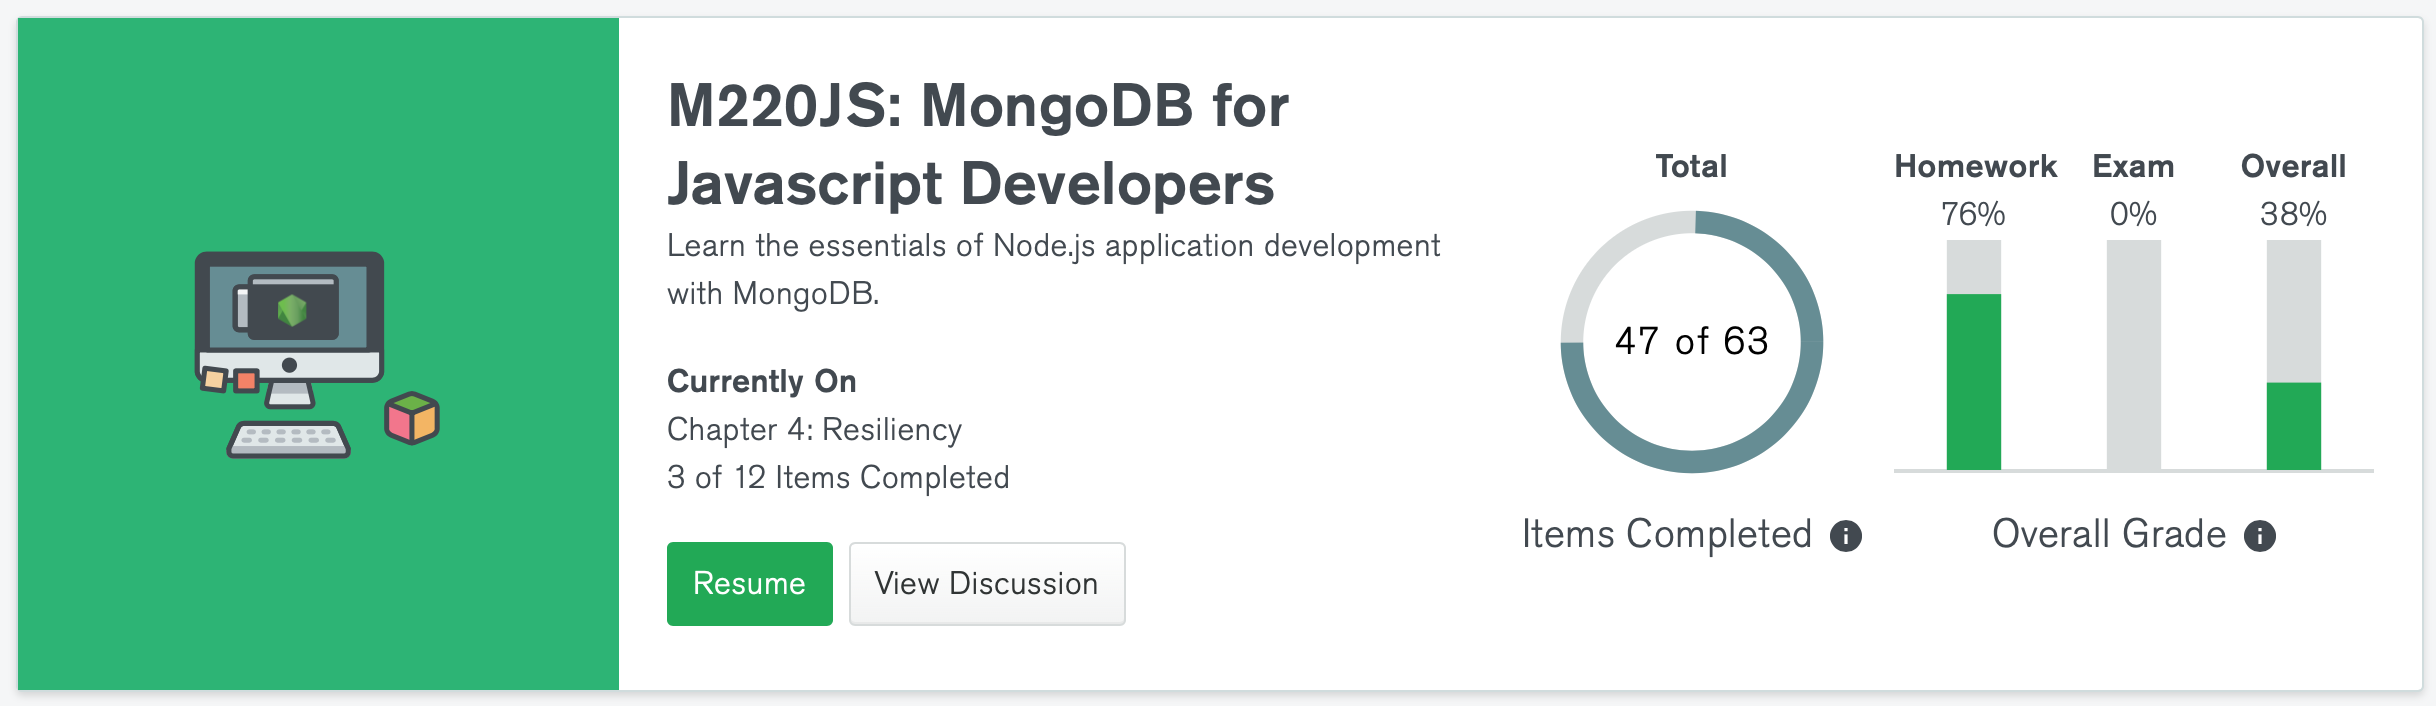 M220JS: MongoDB for
Javascript Developers
Learn the essentials of Node.js application development
with MongoDB.
Currently On
Chapter 4: Resiliency
3 of 12 Items Completed
Resume
View Discussion
Total
47 of 63
Items Completed
Homework Exam Overall
76% 0% 38%
Overall Grade